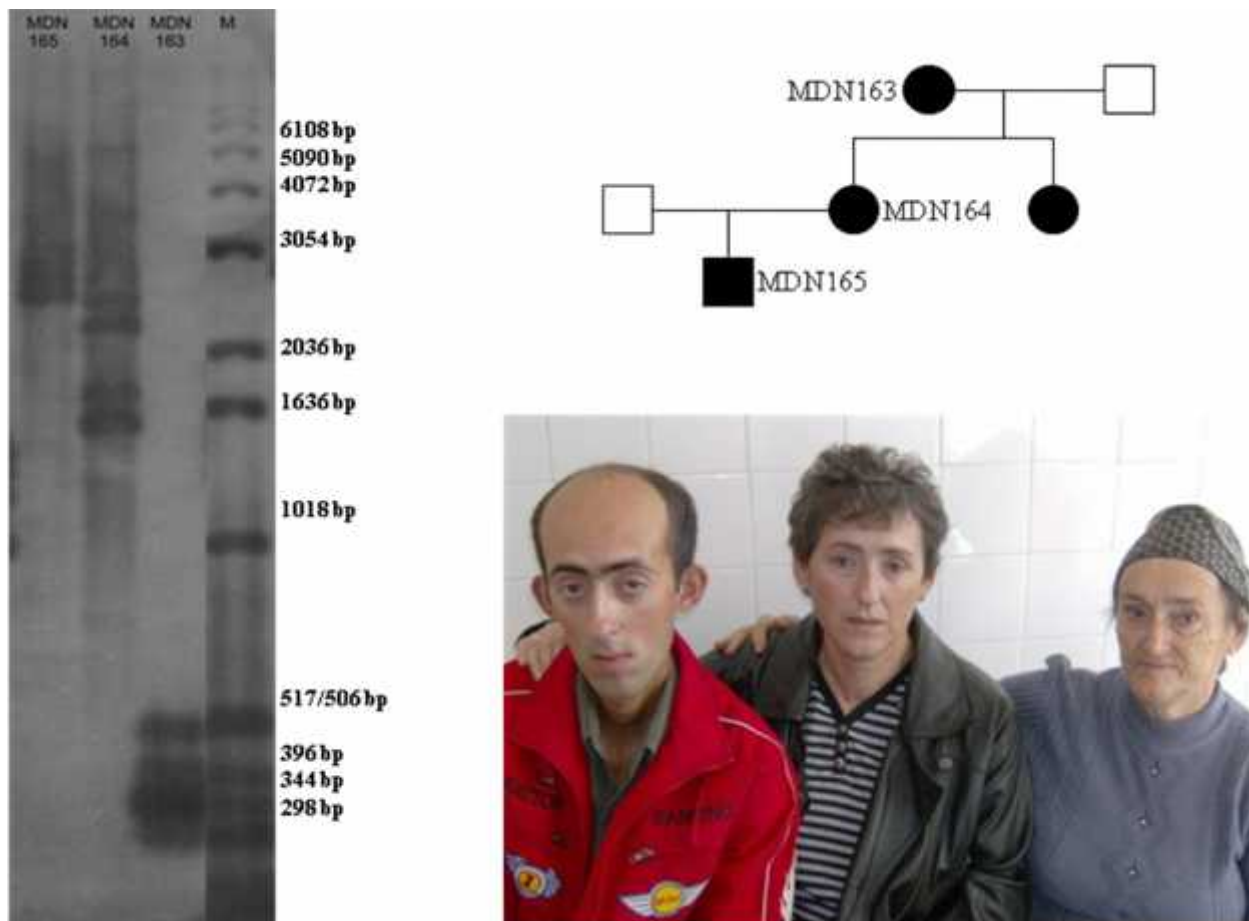 MDN
165
MDN
164
MDN
163
M
6108 bp
5090 bp
4072 bp
3054 bp
2036 bp
1636 bp
1018 bp
517/506 bp
396 bp
344 bp
298 bp
MDN163
MDN164
MDN165